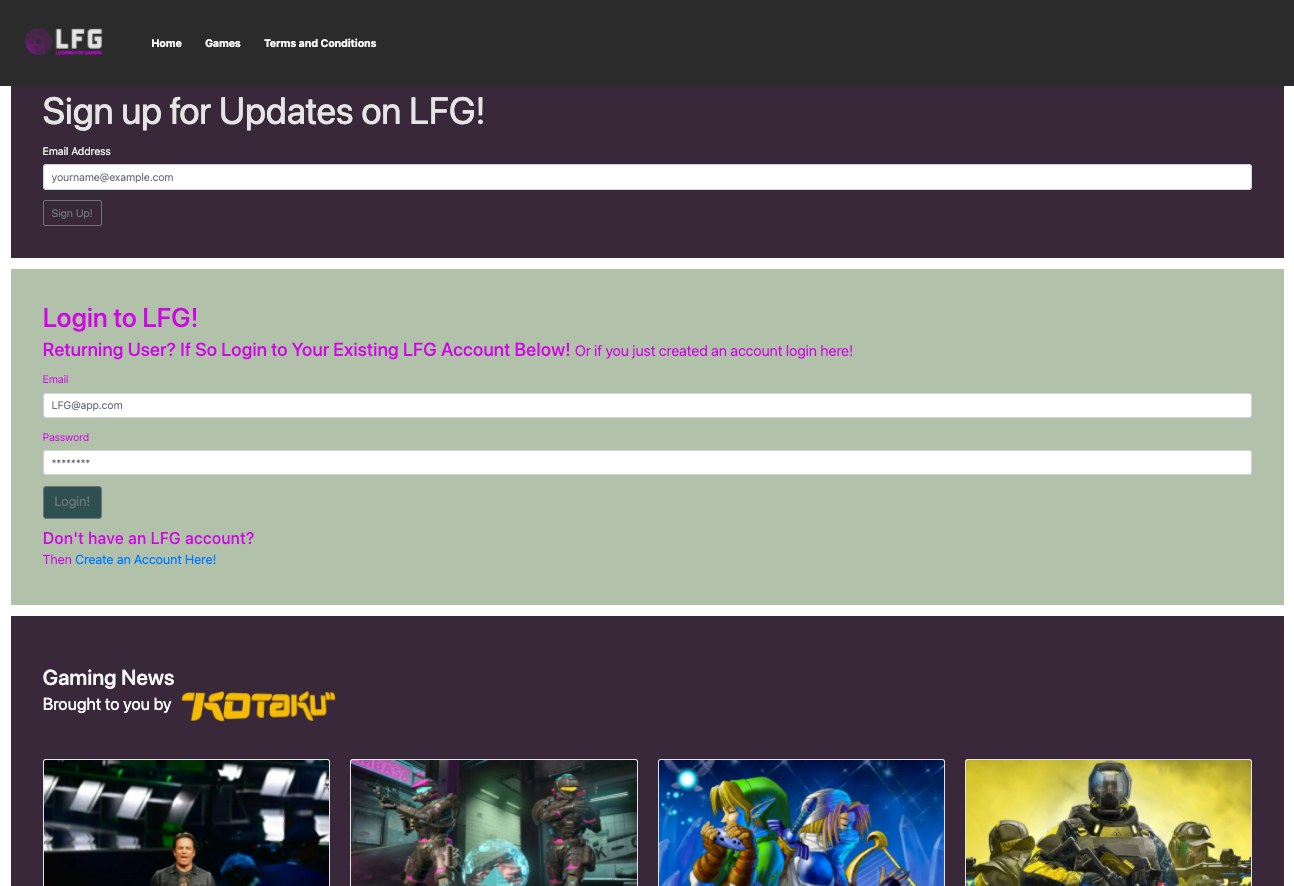 LFG
Home
Games
Terms and Conditions
Sign up for Updates on LFG!
Email Address
yourname@example.com
Sign Up!
Login to LFG!
Returning User? If So Login to Your Existing LFG Account Below! Or if you just created an account login here!
Email
LFG@app.com
Password
********
Login!
Don't have an LFG account?
Then Create an Account Here!
Gaming News
Brought to you by KOTaKU